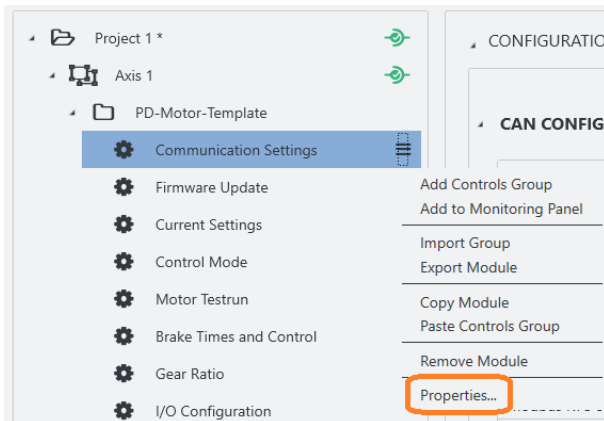 Project 1 *
Axis 1
PD-Motor-Template
Communication Settings
Firmware Update
Current Settings
Control Mode
Motor Testrun
Brake Times and Control
Gear Ratio
I/O Configuration
CONFIGURATIO
CAN CONFIG
Add Controls Group
Add to Monitoring Panel
Import Group
Export Module
Copy Module
Paste Controls Group
Remove Module
Properties...